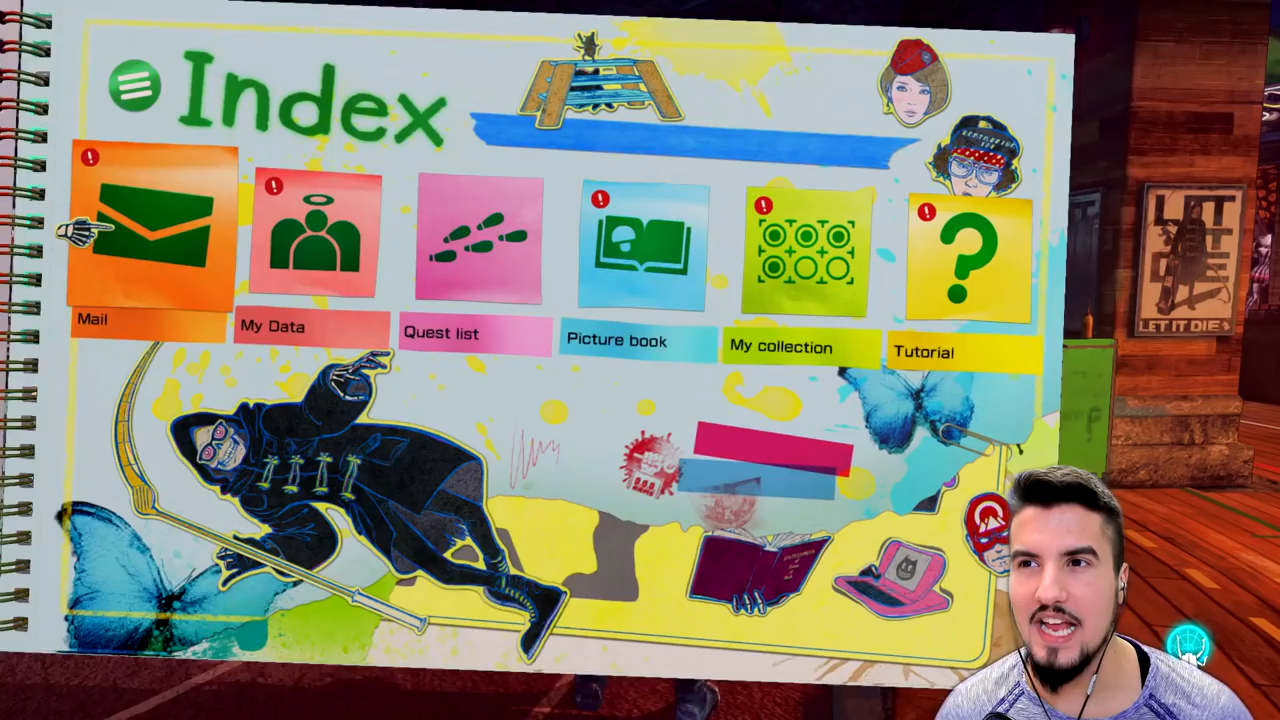 Index
Mail
My Data
Quest list
Picture book
My collection
Tutorial
LET IT DIE
LET IT DIE